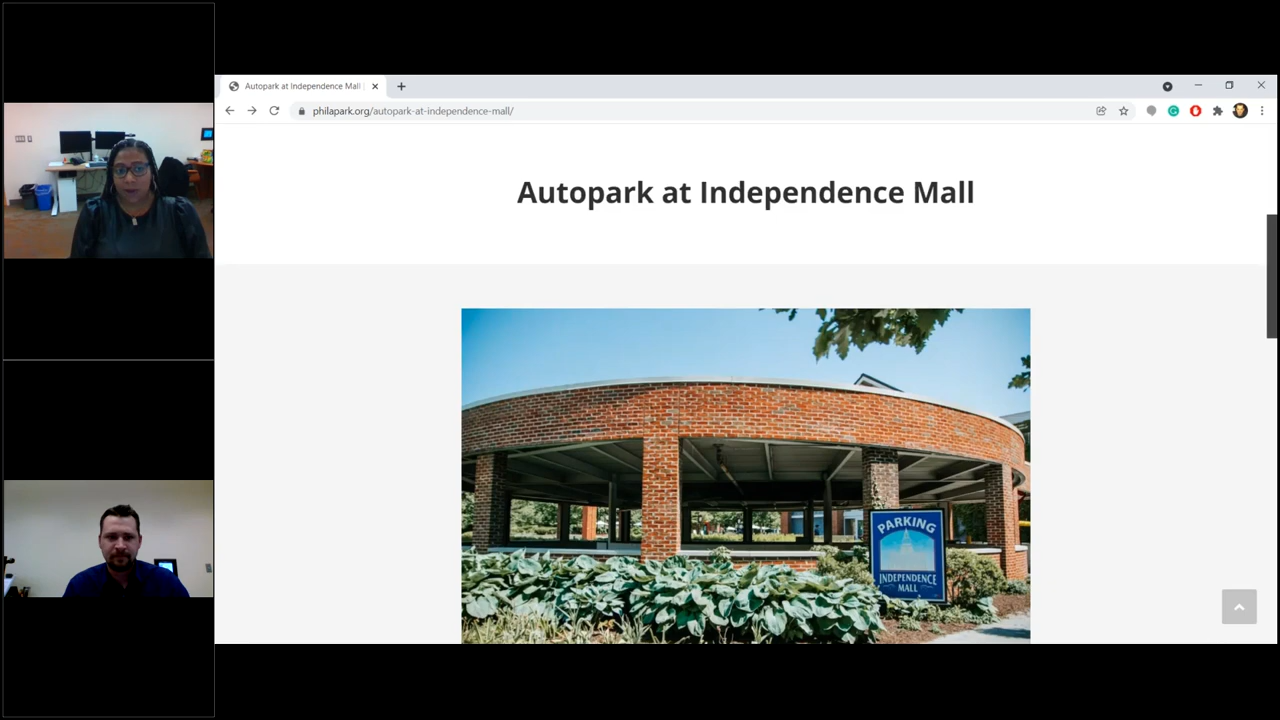 Autopark at Independence Mall
philapark.org/autopark-at-independence-mall/
Autopark at Independence Mall
PARKING
INDEPENDENCE
MALL